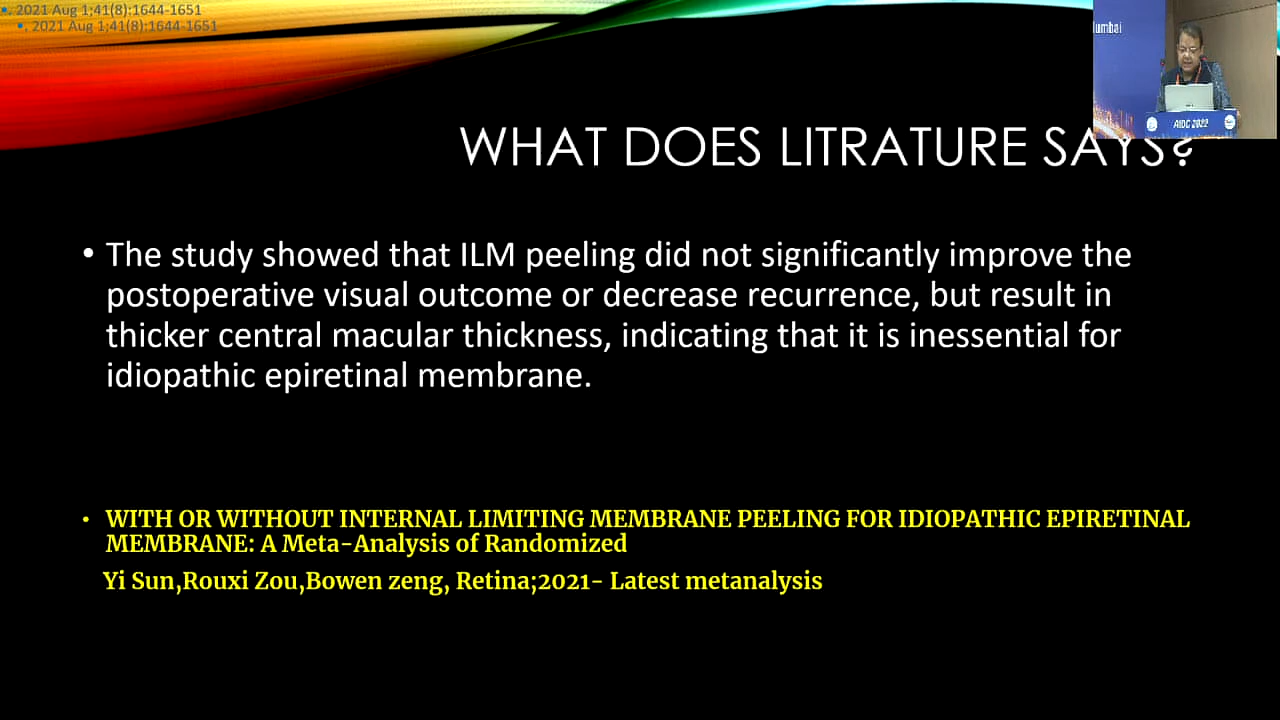 •. 2021 Aug 1;41(8):1644-1651
•. 2021 Aug 1;41(8):1644-1651
Mumbai
AIOC 2022
WHAT DOES LITRATURE SAYS?
• The study showed that ILM peeling did not significantly improve the
postoperative visual outcome or decrease recurrence, but result in
thicker central macular thickness, indicating that it is inessential for
idiopathic epiretinal membrane.
• WITH OR WITHOUT INTERNAL LIMITING MEMBRANE PEELING FOR IDIOPATHIC EPIRETINAL
MEMBRANE: A Meta-Analysis of Randomized
Yi Sun,Rouxi Zou,Bowen zeng, Retina;2021- Latest metanalysis